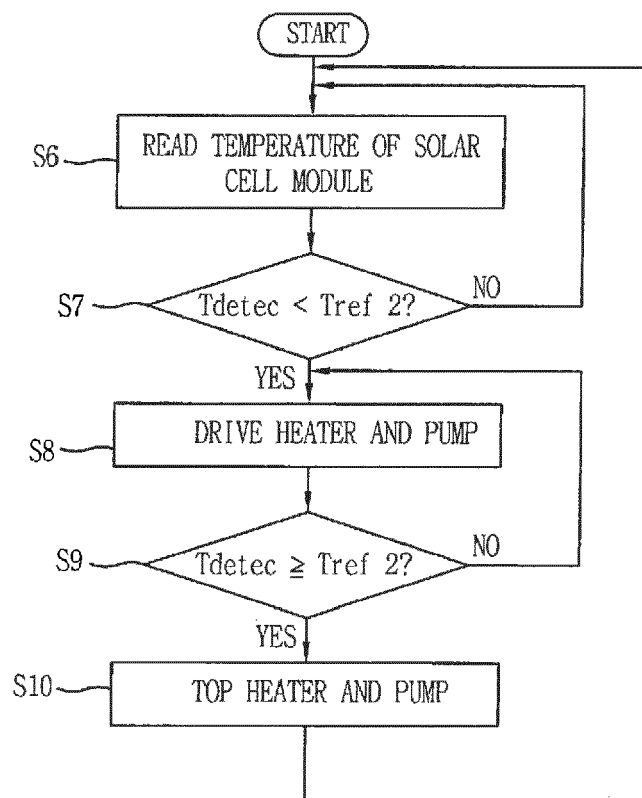 START
S6
READ TEMPERATURE OF SOLAR
CELL MODULE
S7
Tdetec < Tref 2?
NO
YES
S8
DRIVE HEATER AND PUMP
S9
Tdetec ≧ Tref 2?
NO
YES
S10
TOP HEATER AND PUMP